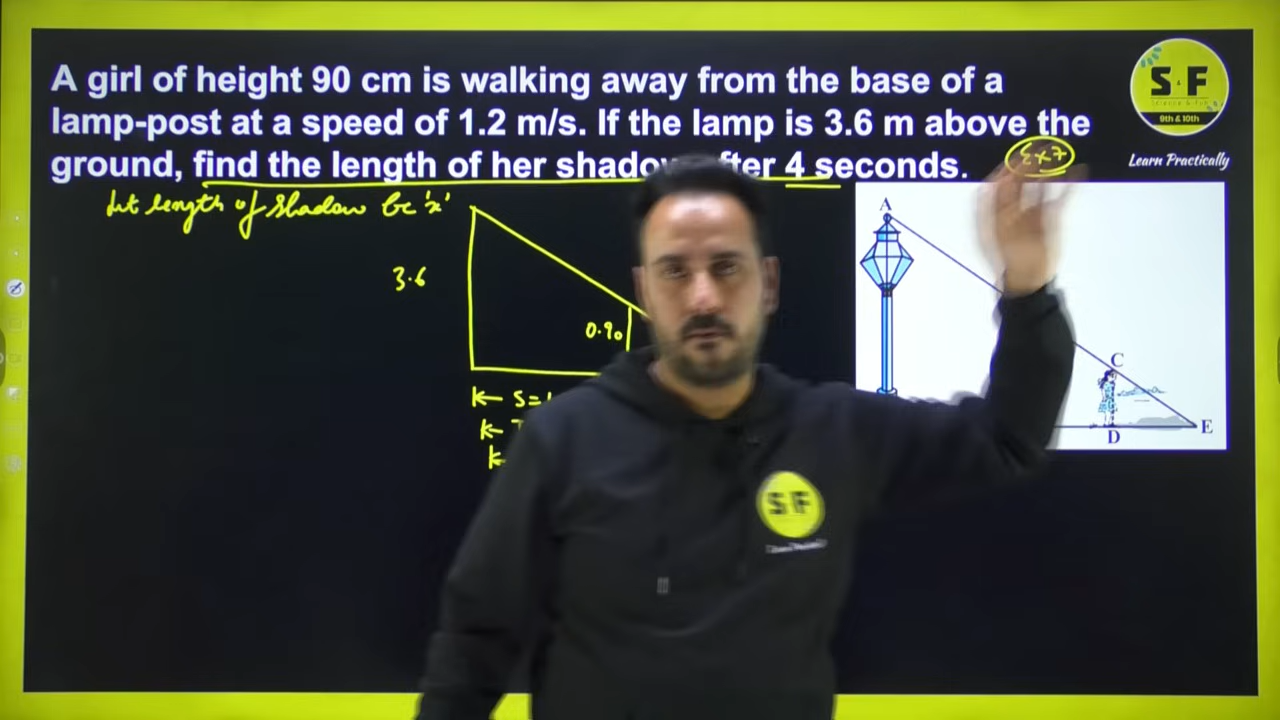 A girl of height 90 cm is walking away from the base of a
lamp-post at a speed of 1.2 m/s. If the lamp is 3.6 m above the
ground, find the length of her shadow after 4 seconds.
S F
9th & 10th
Learn Practically
Ex 7
Let length of shadow be 'x'
3.6
0.90
S =
T
A
C
D
E
S F